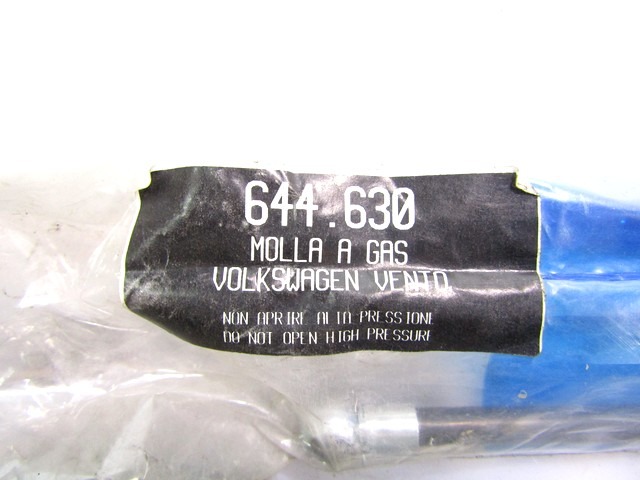 644.630
MOLLA A GAS
VOLKSWAGEN VENTO
NON APRIRE ALTA PRESSIONE
DO NOT OPEN HIGH PRESSURE